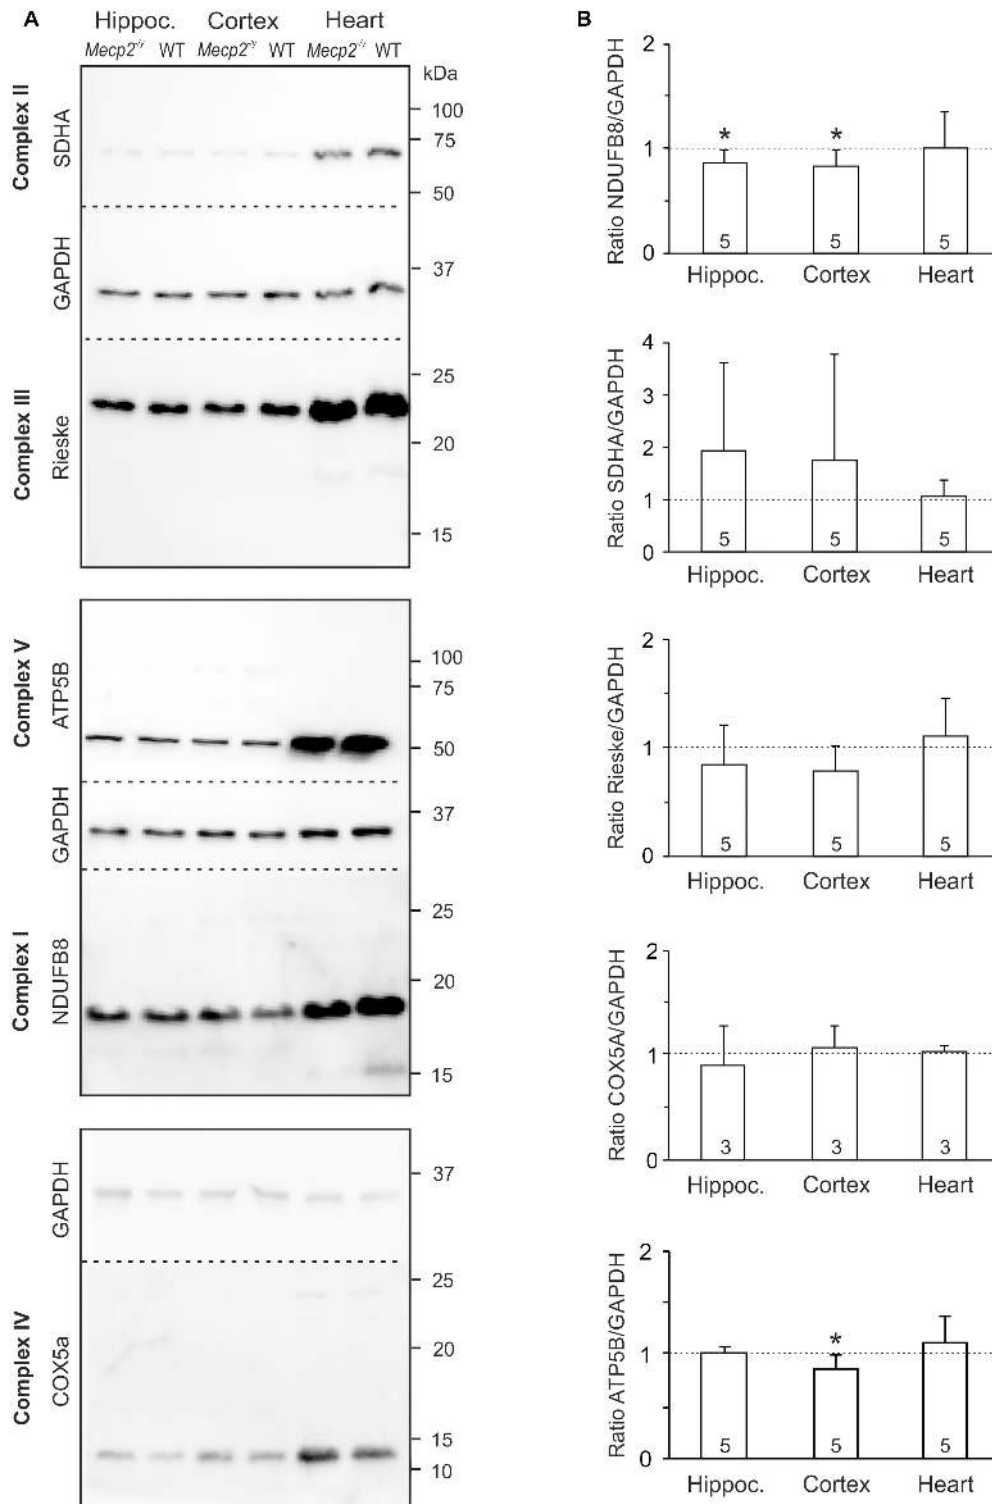 A
Hippoc. Cortex Heart
Mecp2-/y WT Mecp2-/y WT Mecp2-/y WT
kDa
Complex II
SDHA
100
75
50
GAPDH
37
Complex III
Rieske
25
20
15
Complex V
ATP5B
100
75
50
GAPDH
37
Complex I
NDUFB8
25
20
15
GAPDH
37
Complex IV
COX5a
25
20
15
10
B
Ratio NDUFB8/GAPDH
2
1
0
* *
5 5 5
Hippoc. Cortex Heart
Ratio SDHA/GAPDH
4
3
2
1
0
5 5 5
Hippoc. Cortex Heart
Ratio Rieske/GAPDH
2
1
0
5 5 5
Hippoc. Cortex Heart
Ratio COX5A/GAPDH
2
1
0
3 3 3
Hippoc. Cortex Heart
Ratio ATP5B/GAPDH
2
1
0
*
5 5 5
Hippoc. Cortex Heart